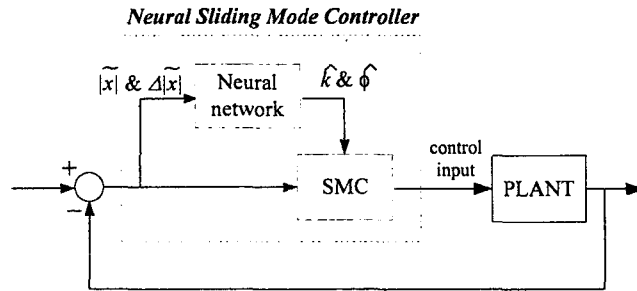 Neural Sliding Mode Controller
|x̃| & Δ|x̃|
Neural
network
k̂ & ϕ̂
+
−
SMC
control
input
PLANT